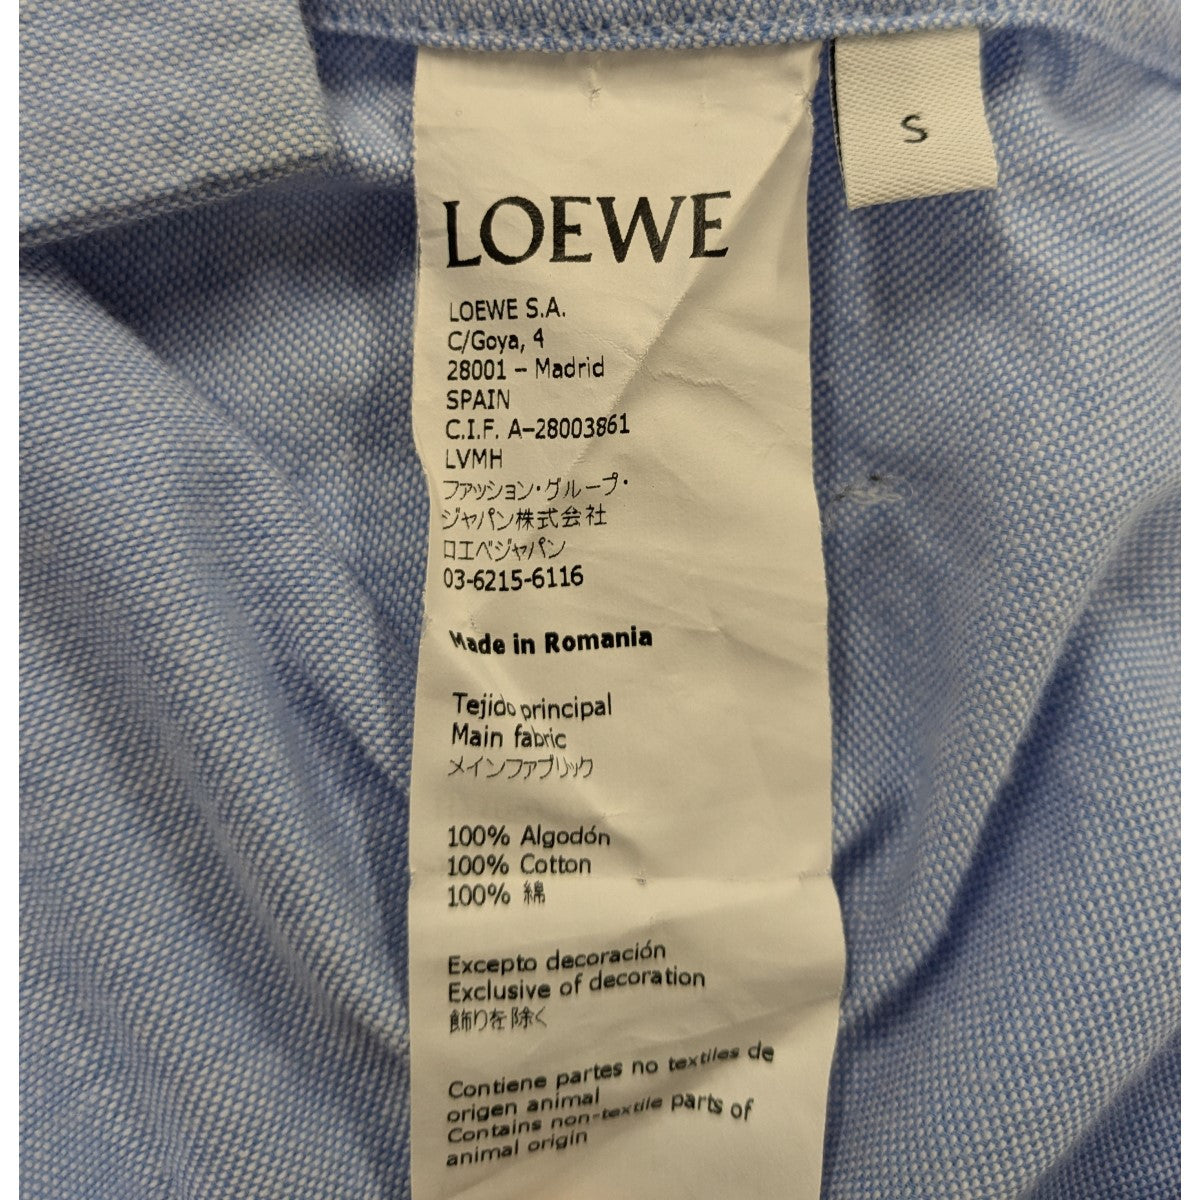 S
LOEWE
LOEWE S.A.
C/Goya, 4
28001 – Madrid
SPAIN
C.I.F. A–28003861
LVMH
ファッション・グループ・
ジャパン株式会社
ロエベジャパン
03-6215-6116
Made in Romania
Tejido principal
Main fabric
メインファブリック
100% Algodón
100% Cotton
100% 綿
Excepto decoración
Exclusive of decoration
飾りを除く
Contiene partes no textiles de
origen animal
Contains non-textile parts of
animal origin